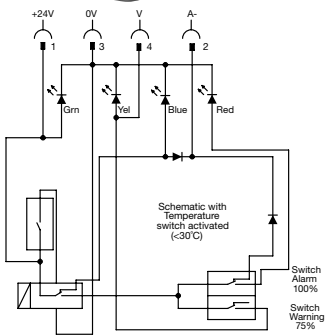 +24V 0V V A-
1 3 4 2
Grn Yel Blue Red
Schematic with
Temperature
switch activated
(<30°C)
Switch
Alarm
100%
Switch
Warning
75%